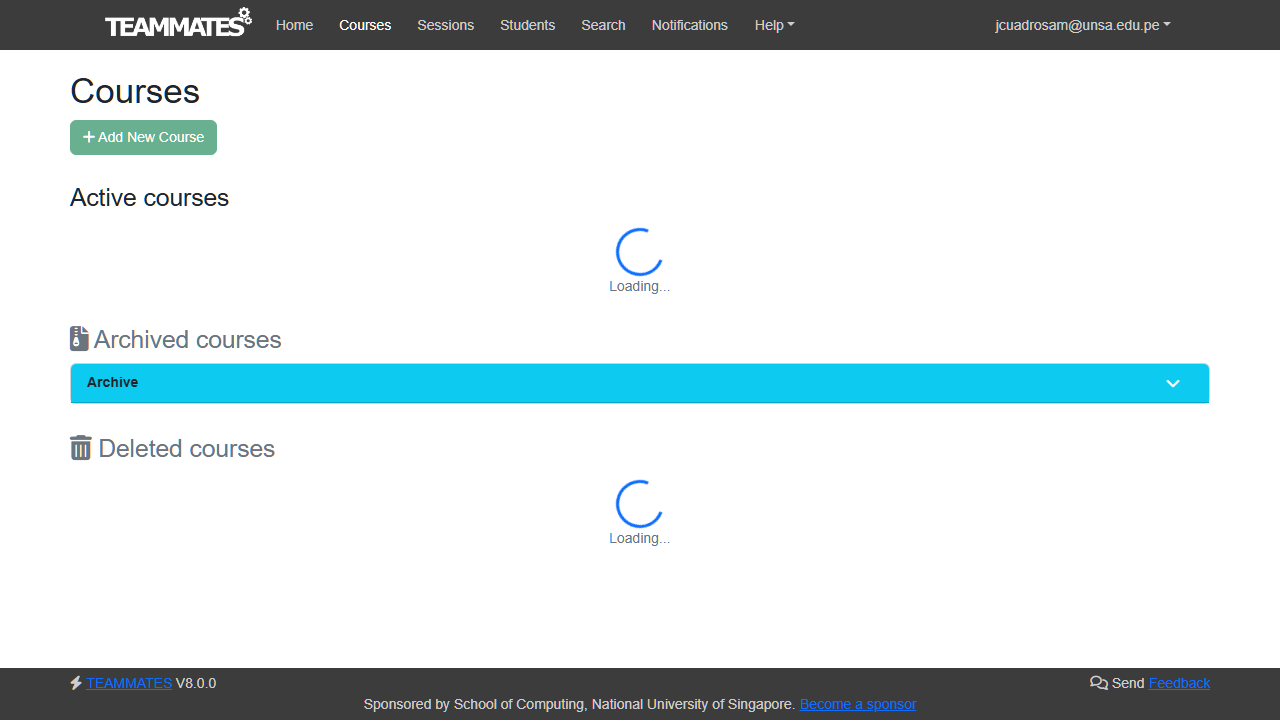 TEAMMATES Home Courses Sessions Students Search Notifications Help jcuadrosam@unsa.edu.pe
Courses
+ Add New Course
Active courses
Loading...
Archived courses
Archive
Deleted courses
Loading...
TEAMMATES V8.0.0 Send Feedback
Sponsored by School of Computing, National University of Singapore. Become a sponsor